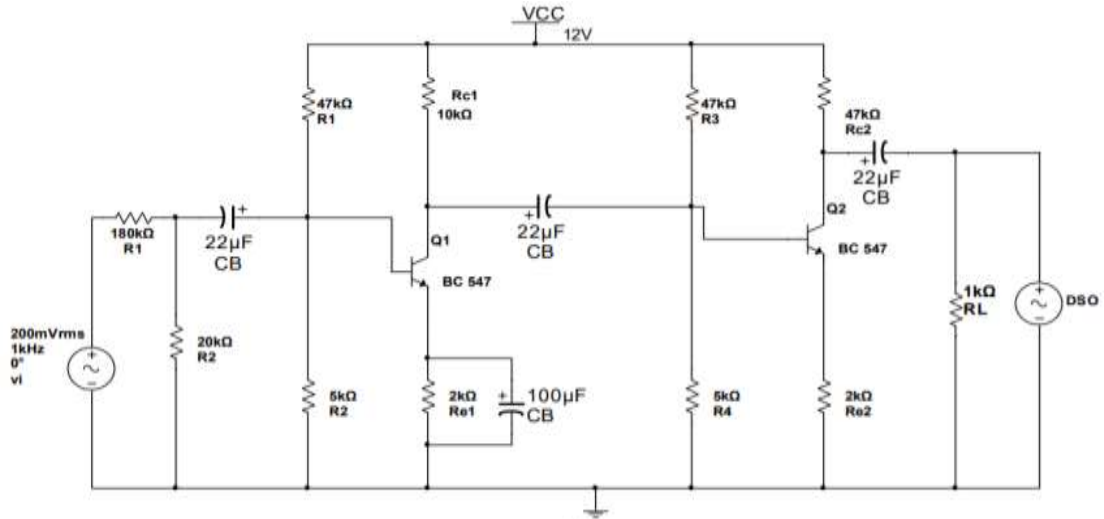 VCC
12V
47kΩ
R1
Rc1
10kΩ
47kΩ
R3
47kΩ
Rc2
22µF
CB
180kΩ
R1
22µF
CB
Q1
BC 547
22µF
CB
Q2
BC 547
200mVrms
1kHz
0°
vi
20kΩ
R2
5kΩ
R2
2kΩ
Re1
100µF
CB
5kΩ
R4
2kΩ
Re2
1kΩ
RL
DSO